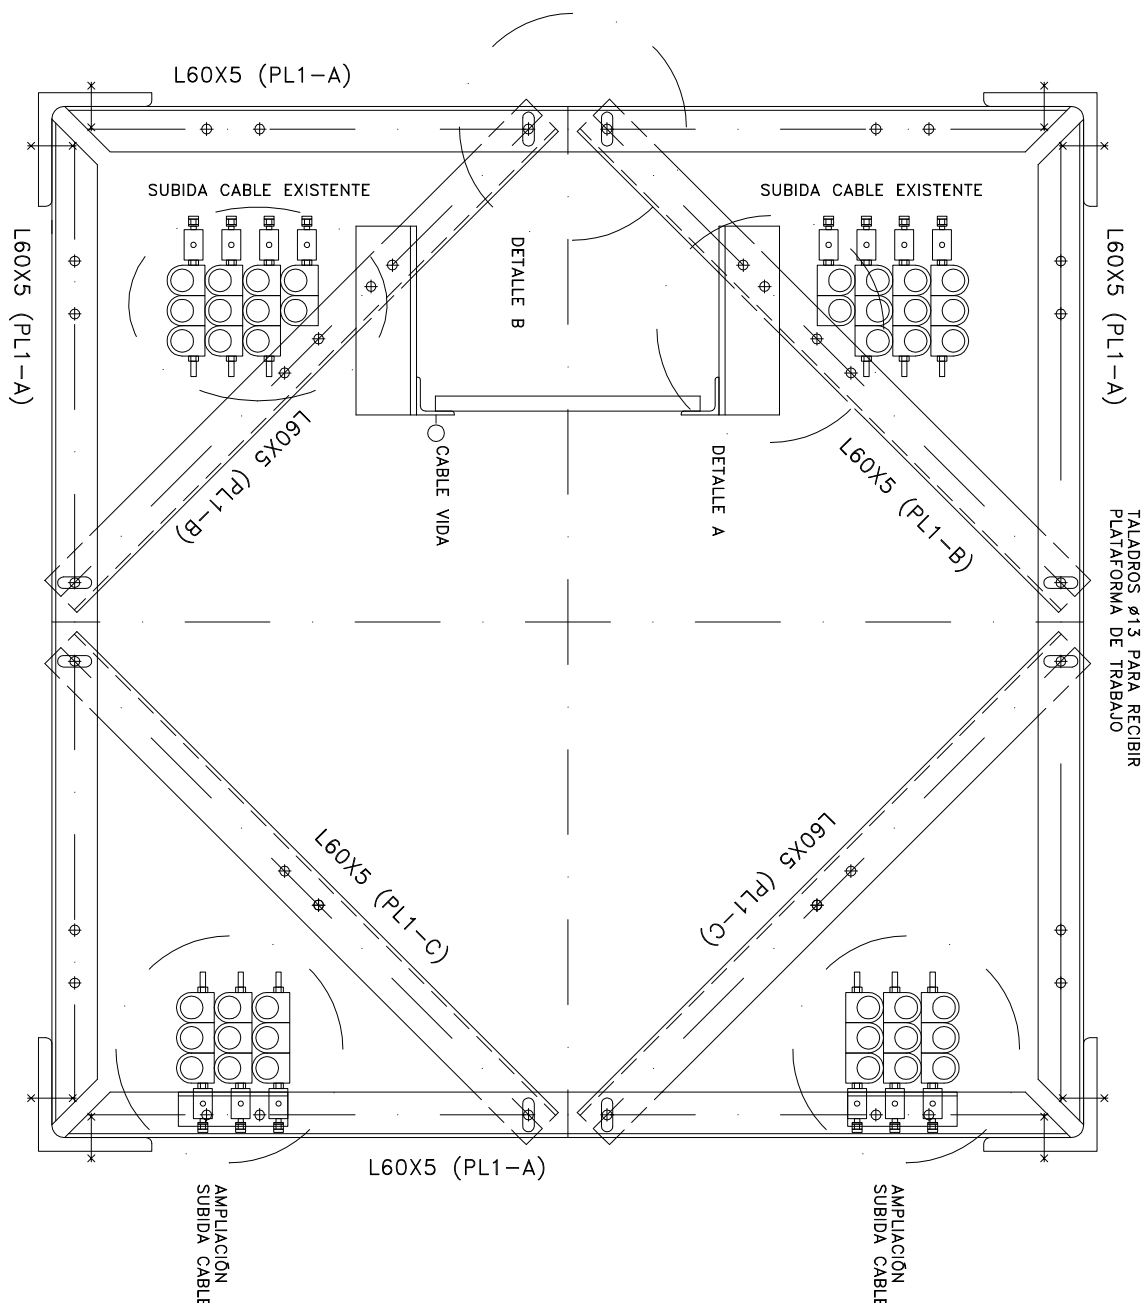 L60X5 (PL1-A)
SUBIDA CABLE EXISTENTE
SUBIDA CABLE EXISTENTE
L60X5 (PL1-A)
DETALLE B
L60X5 (PL1-A)
L60X5 (PL1-B)
CABLE VIDA
DETALLE A
L60X5 (PL1-B)
TALADROS ø13 PARA RECIBIR
PLATAFORMA DE TRABAJO
L60X5 (PL1-C)
L60X5 (PL1-C)
L60X5 (PL1-A)
AMPLIACIÓN
SUBIDA CABLE
AMPLIACIÓN
SUBIDA CABLE